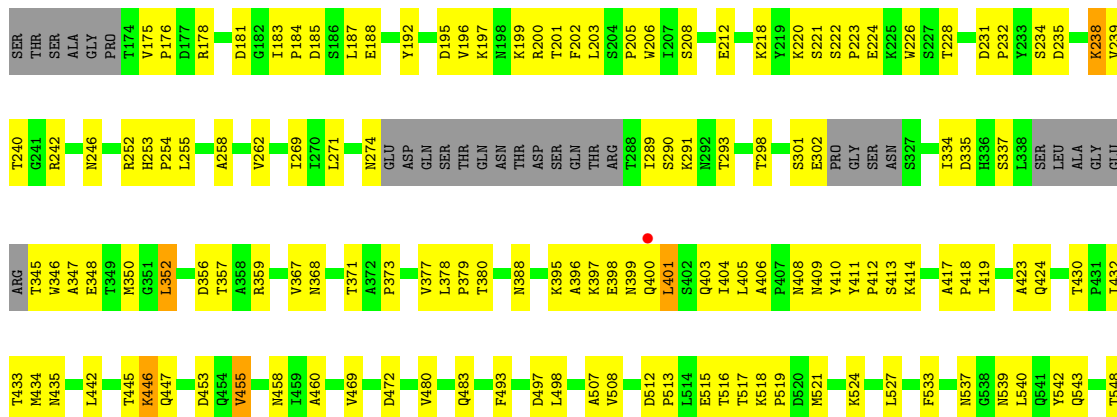 SER THR SER ALA GLY PRO T174 V175 P176 D177 R178 D181 G182 I183 P184 D185 S186 L187 E188 Y192 D195 V196 K197 N198 K199 R200 T201 F202 L203 S204 P205 W206 I207 S208 E212 K218 Y219 K220 S221 S222 P223 E224 K225 W226 S227 T228 D231 P232 Y233 S234 D235 K238 V239
T240 G241 R242 N246 R252 H253 P254 L255 A258 V262 I269 I270 L271 N274 GLU ASP GLN SER THR GLN ASN THR ASP SER GLN THR ARG T288 I289 S290 K291 N292 T293 T298 S301 E302 PRO GLY SER ASN S327 I334 D335 H336 S337 L338 SER LEU ALA GLY GLU
ARG T345 W346 A347 E348 T349 M350 G351 L352 D356 T357 A358 R359 V367 N368 T371 A372 P373 V377 L378 P379 T380 N388 K395 A396 K397 E398 N399 Q400 L401 S402 Q403 I404 L405 A406 P407 N408 N409 Y410 Y411 P412 S413 K414 A417 P418 I419 A423 Q424 T430 P431 I432
T433 M434 N435 L442 T445 K446 Q447 D453 Q454 V455 N458 I459 A460 V469 D472 V480 Q483 F493 D497 L498 A507 V508 D512 P513 L514 E515 T516 T517 K518 P519 D520 M521 K524 L527 F533 N537 G538 N539 L540 Q541 Y542 Q543 T548